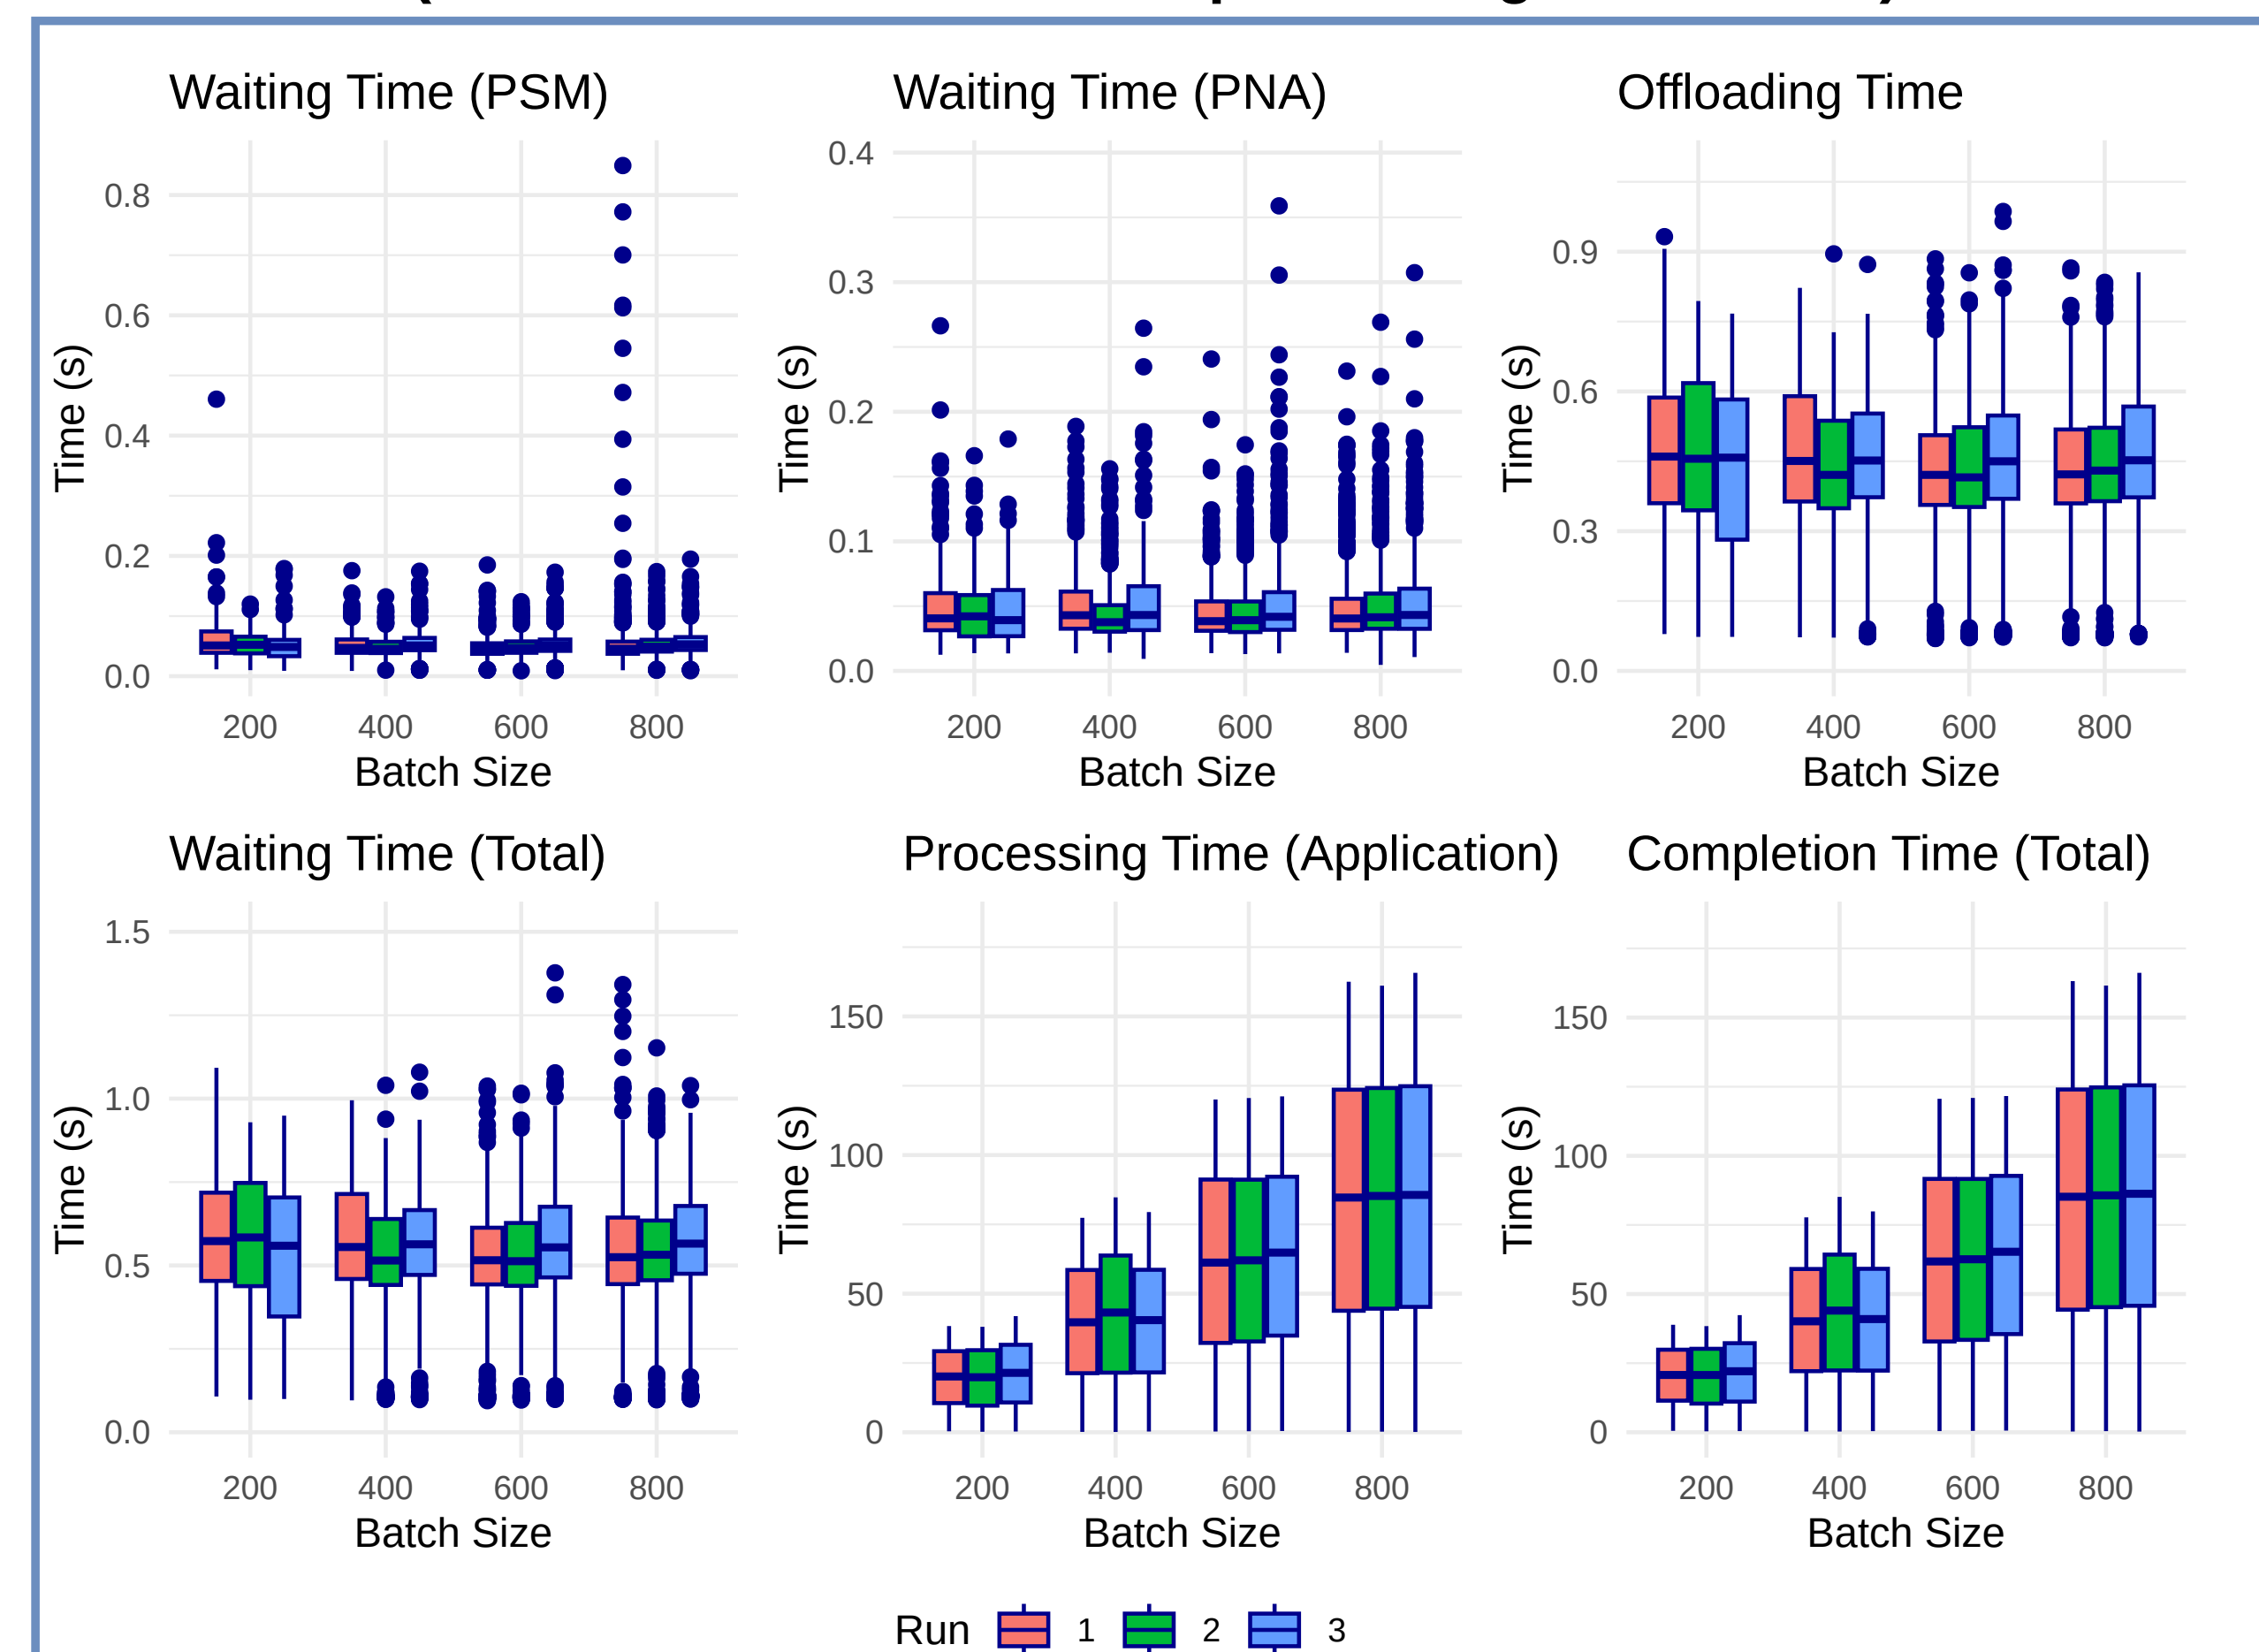 Waiting Time (PSM)
Waiting Time (PNA)
Offloading Time
0.8
0.6
0.4
0.2
0.0
Time (s)
200 400 600 800
Batch Size
0.4
0.3
0.2
0.1
0.0
Time (s)
200 400 600 800
Batch Size
0.9
0.6
0.3
0.0
Time (s)
200 400 600 800
Batch Size
Waiting Time (Total)
Processing Time (Application)
Completion Time (Total)
1.5
1.0
0.5
0.0
Time (s)
200 400 600 800
Batch Size
150
100
50
0
Time (s)
200 400 600 800
Batch Size
150
100
50
0
Time (s)
200 400 600 800
Batch Size
Run 1 2 3